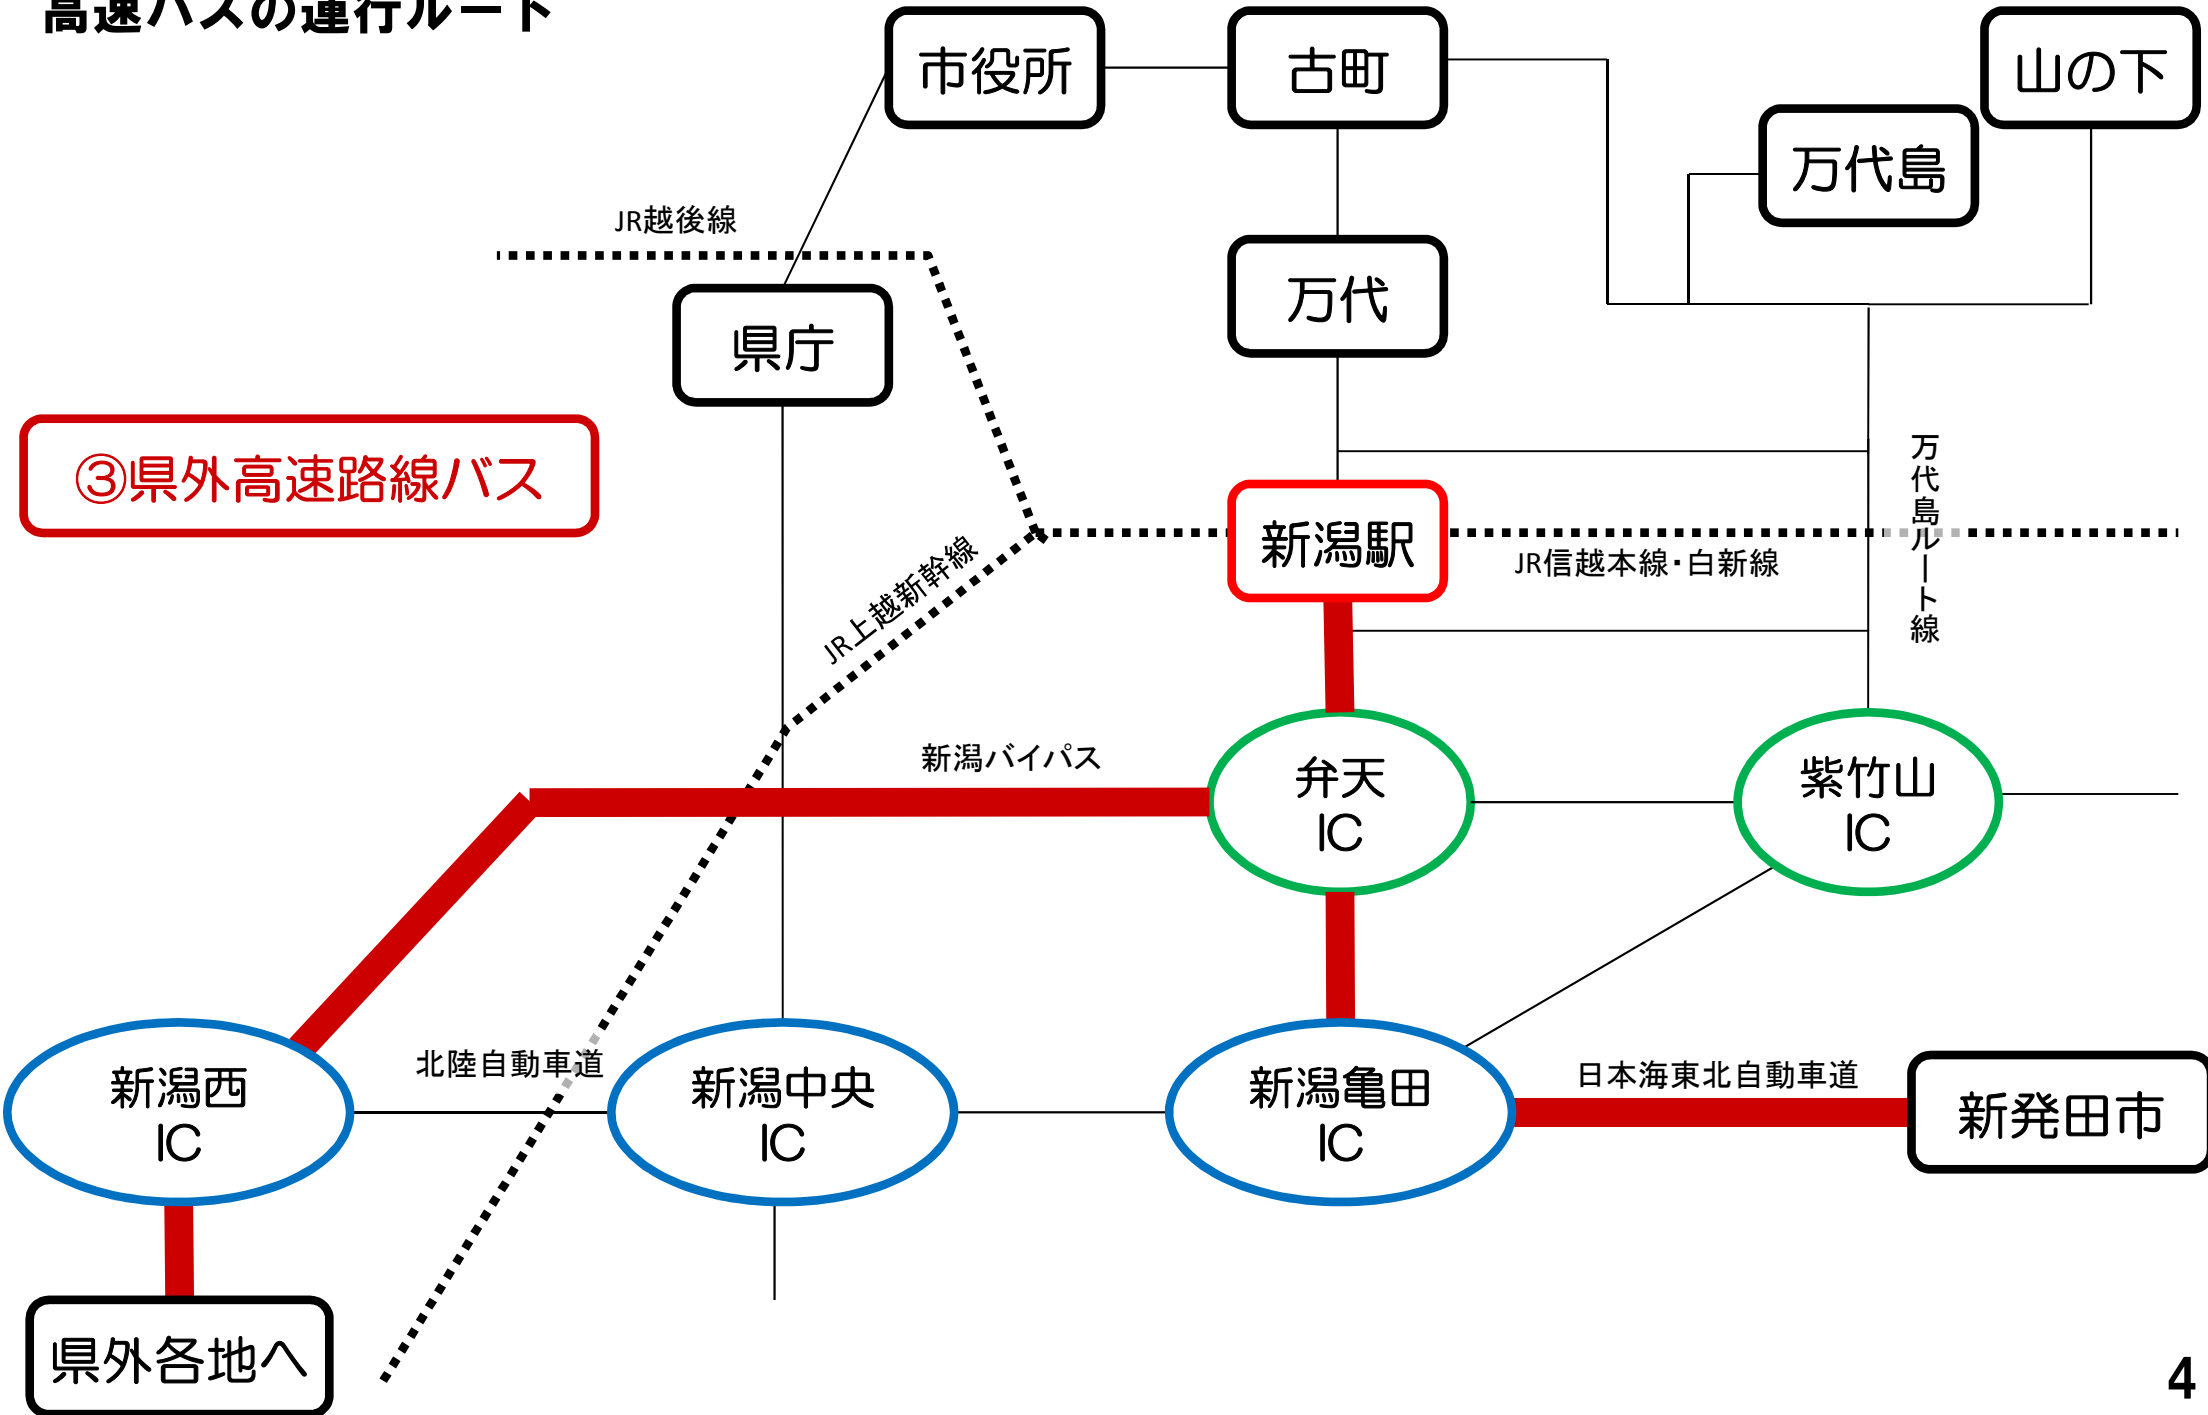 高速バスの運行ルート
市役所
古町
山の下
万代島
JR越後線
万代
県庁
③県外高速路線バス
万代島ルート線
新潟駅
JR信越本線・白新線
JR上越新幹線
新潟バイパス
弁天
IC
紫竹山
IC
新潟西
IC
北陸自動車道
新潟中央
IC
新潟亀田
IC
日本海東北自動車道
新発田市
県外各地へ
4